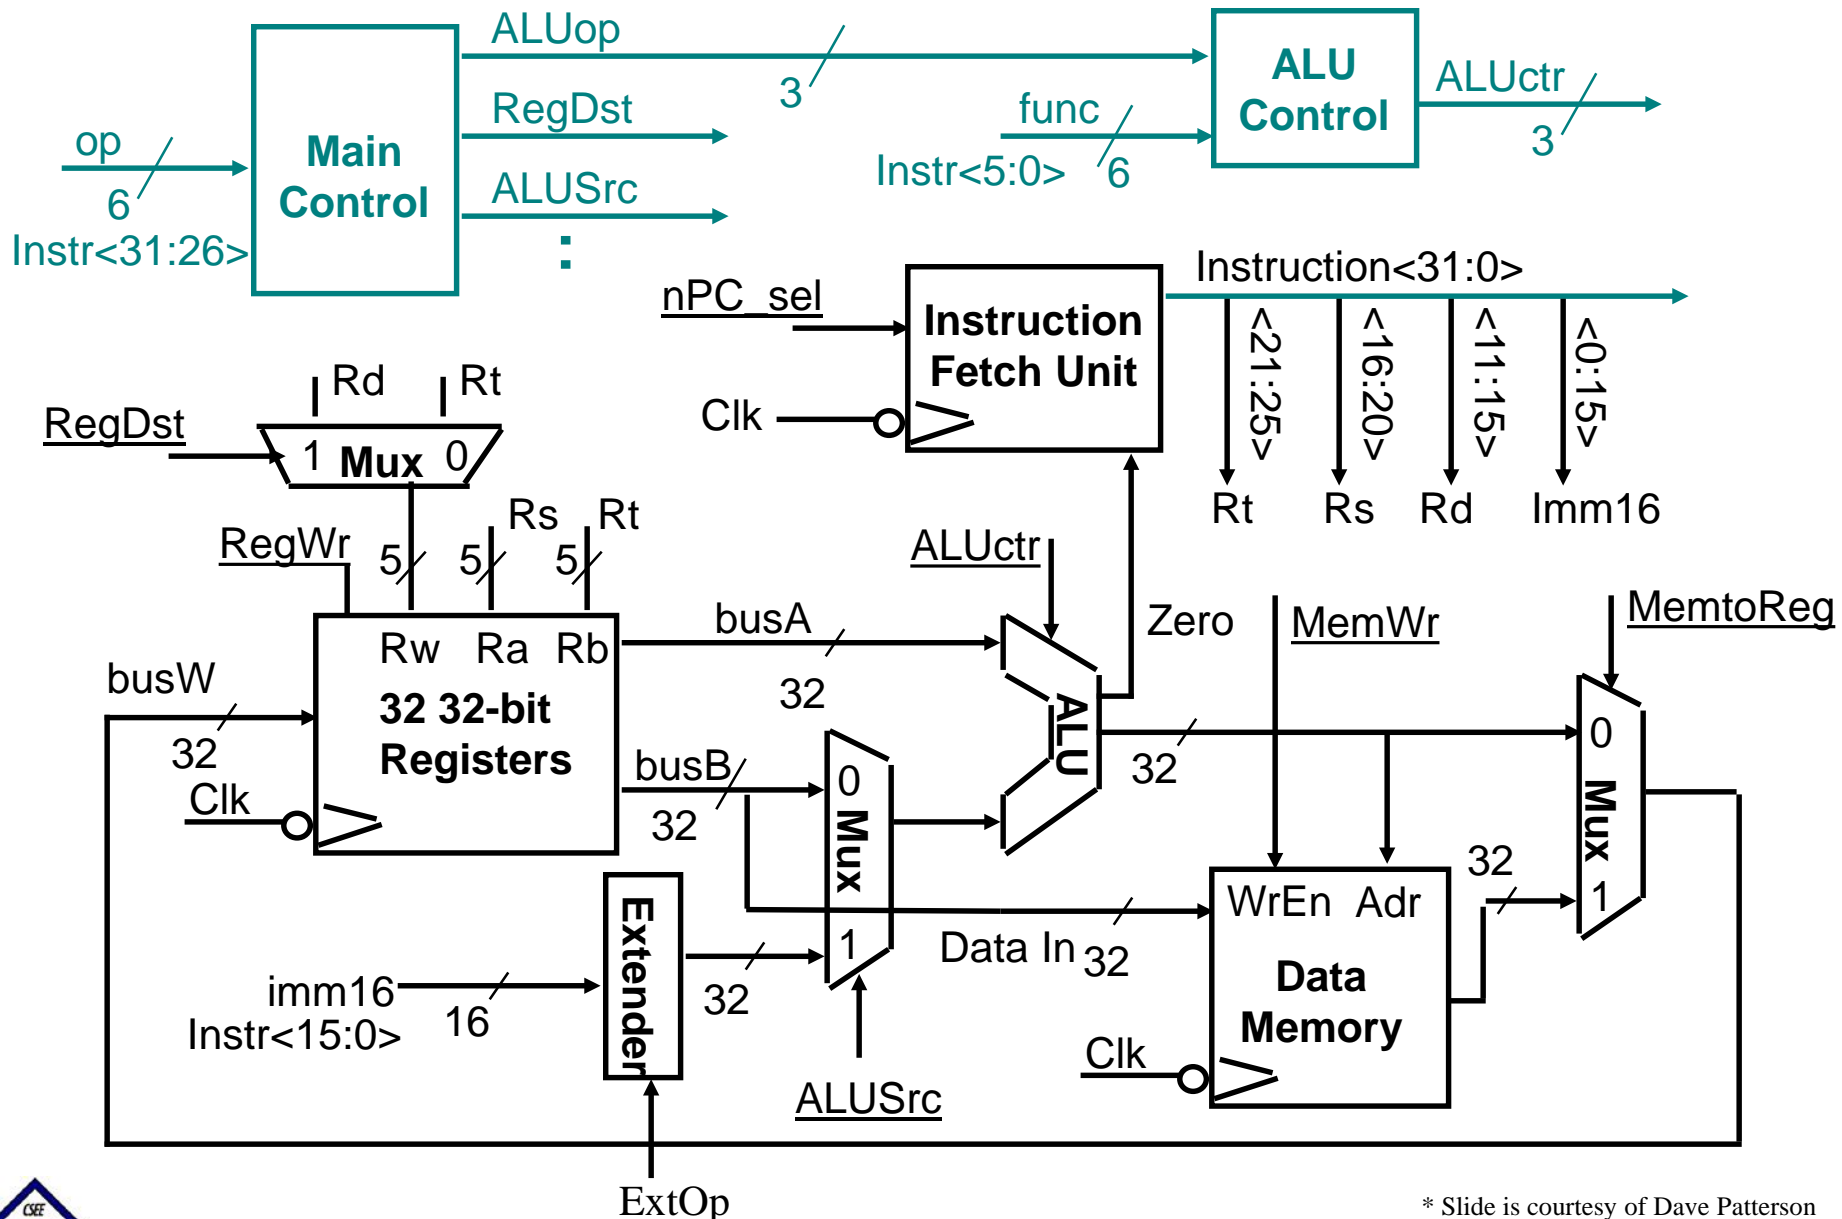 ALUop
3
RegDst
ALUSrc
:
op
6
Instr<31:26>
Main
Control
func
Instr<5:0>
6
ALU
Control
ALUctr
3
nPC_sel
Clk
Instruction
Fetch Unit
Instruction<31:0>
<21:25>
<16:20>
<11:15>
<0:15>
Rt
Rs
Rd
Imm16
Rd
Rt
RegDst
1 Mux 0
RegWr
5
5
Rs
5
Rt
busW
32
Clk
Rw Ra Rb
32 32-bit
Registers
busA
32
busB
32
ALUctr
ALU
Zero
32
MemWr
MemtoReg
0
Mux
1
0
Mux
1
32
imm16
Instr<15:0>
16
Extender
32
ALUSrc
ExtOp
Data In
32
WrEn Adr
Data
Memory
Clk
CSEE
* Slide is courtesy of Dave Patterson